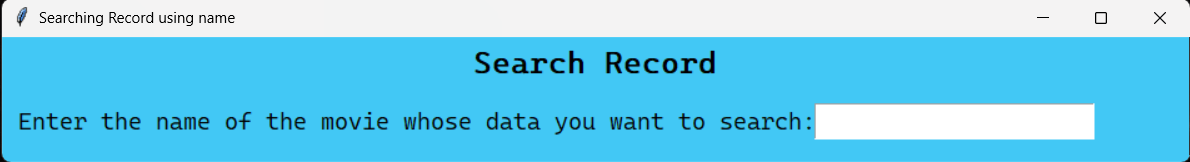 Searching Record using name
Search Record
Enter the name of the movie whose data you want to search: